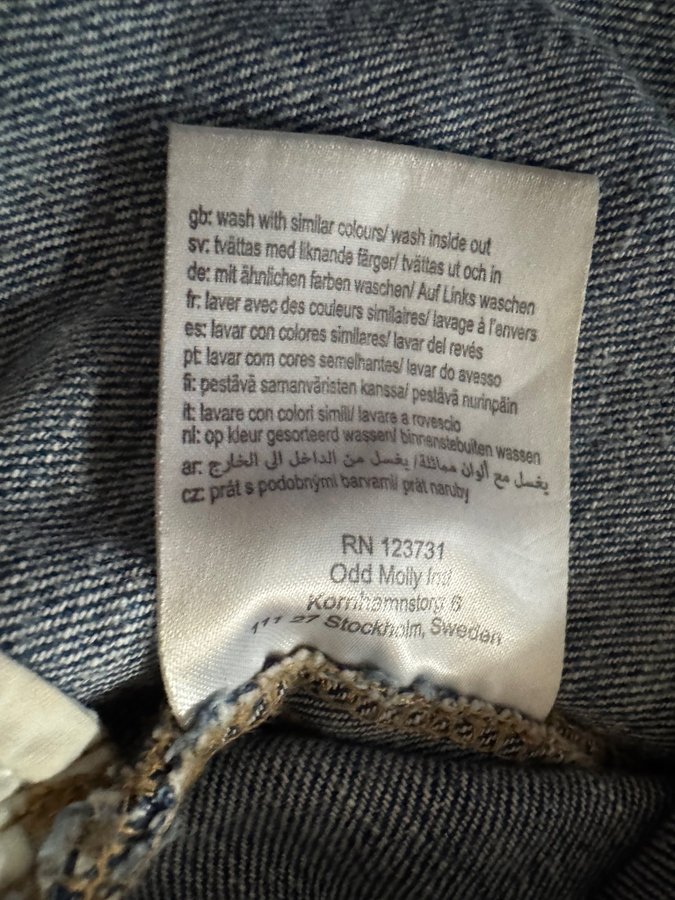 gb: wash with similar colours/ wash inside out
sv: tvättas med liknande färger/ tvättas ut och in
de: mit ähnlichen farben waschen/ Auf Links waschen
fr: laver avec des couleurs similaires/ lavage à l'envers
es: lavar con colores similares/ lavar del revés
pt: lavar com cores semelhantes/ lavar do avesso
fi: pestävä samanväristen kanssa/ pestävä nurinpäin
it: lavare con colori simili/ lavare a rovescio
nl: op kleur gesorteerd wassen/ binnenstebuiten wassen
ar: يغسل مع ألوان مماثلة/ يغسل من الداخل الى الخارج
cz: prát s podobnými barvami/ prát naruby
RN 123731
Odd Molly Int
Kornhamnstorg 6
111 27 Stockholm, Sweden